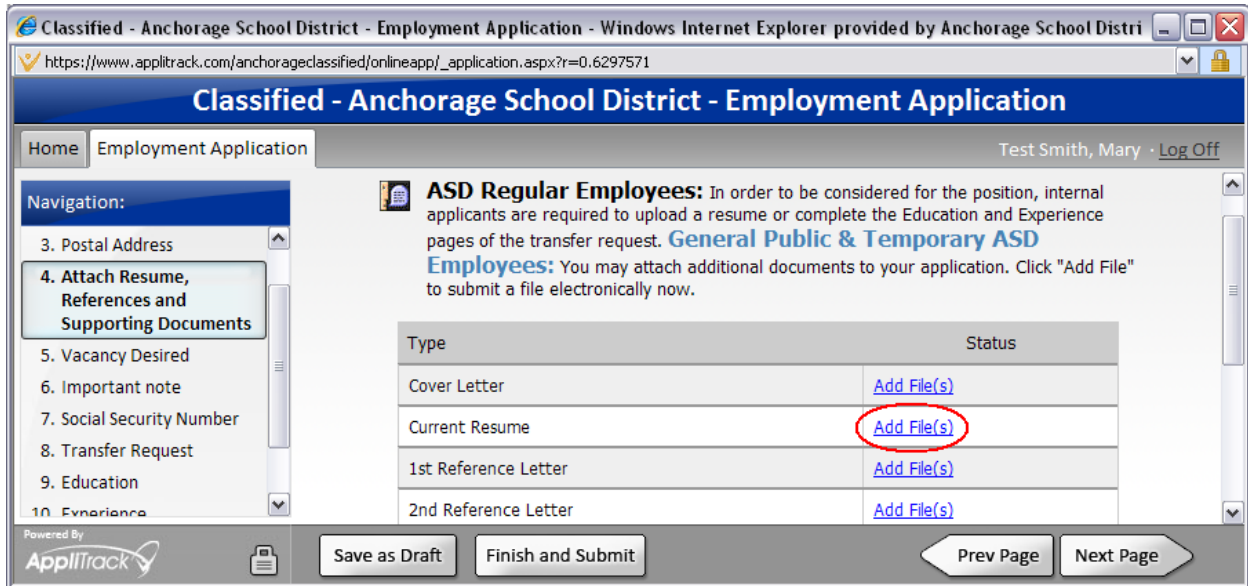 Classified - Anchorage School District - Employment Application - Windows Internet Explorer provided by Anchorage School Distri
https://www.applitrack.com/anchorageclassified/onlineapp/_application.aspx?r=0.6297571
Classified - Anchorage School District - Employment Application
Home Employment Application Test Smith, Mary · Log Off
Navigation:
3. Postal Address
4. Attach Resume,
References and
Supporting Documents
5. Vacancy Desired
6. Important note
7. Social Security Number
8. Transfer Request
9. Education
10. Experience
ASD Regular Employees: In order to be considered for the position, internal
applicants are required to upload a resume or complete the Education and Experience
pages of the transfer request. General Public & Temporary ASD
Employees: You may attach additional documents to your application. Click "Add File"
to submit a file electronically now.
Type Status
Cover Letter Add File(s)
Current Resume Add File(s)
1st Reference Letter Add File(s)
2nd Reference Letter Add File(s)
Powered By
AppliTrack
Save as Draft Finish and Submit Prev Page Next Page